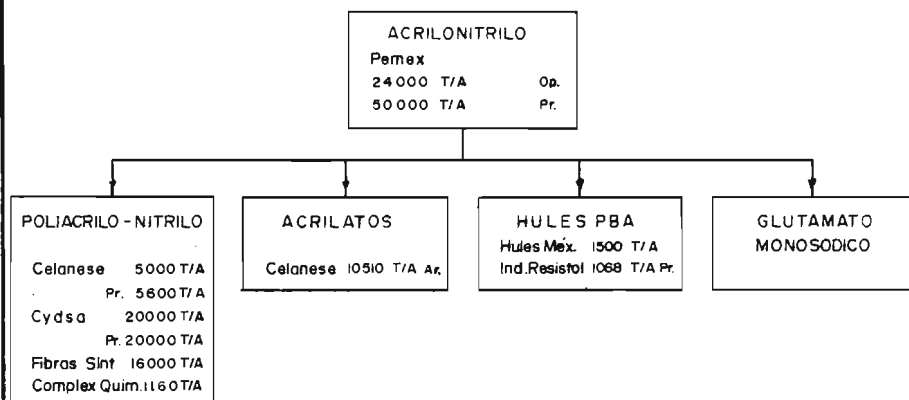 ACRILONITRILO
Pemex
24000 T/A Op.
50000 T/A Pr.
POLIACRILO-NITRILO
Celanese 5000 T/A
Pr. 5600 T/A
Cydsa 20000 T/A
Pr. 20000 T/A
Fibras Sint 16000 T/A
Complex Quim. 1160 T/A
ACRILATOS
Celanese 10510 T/A Ar.
HULES PBA
Hules Méx. 1500 T/A
Ind. Resistol 1068 T/A Pr.
GLUTAMATO
MONOSODICO